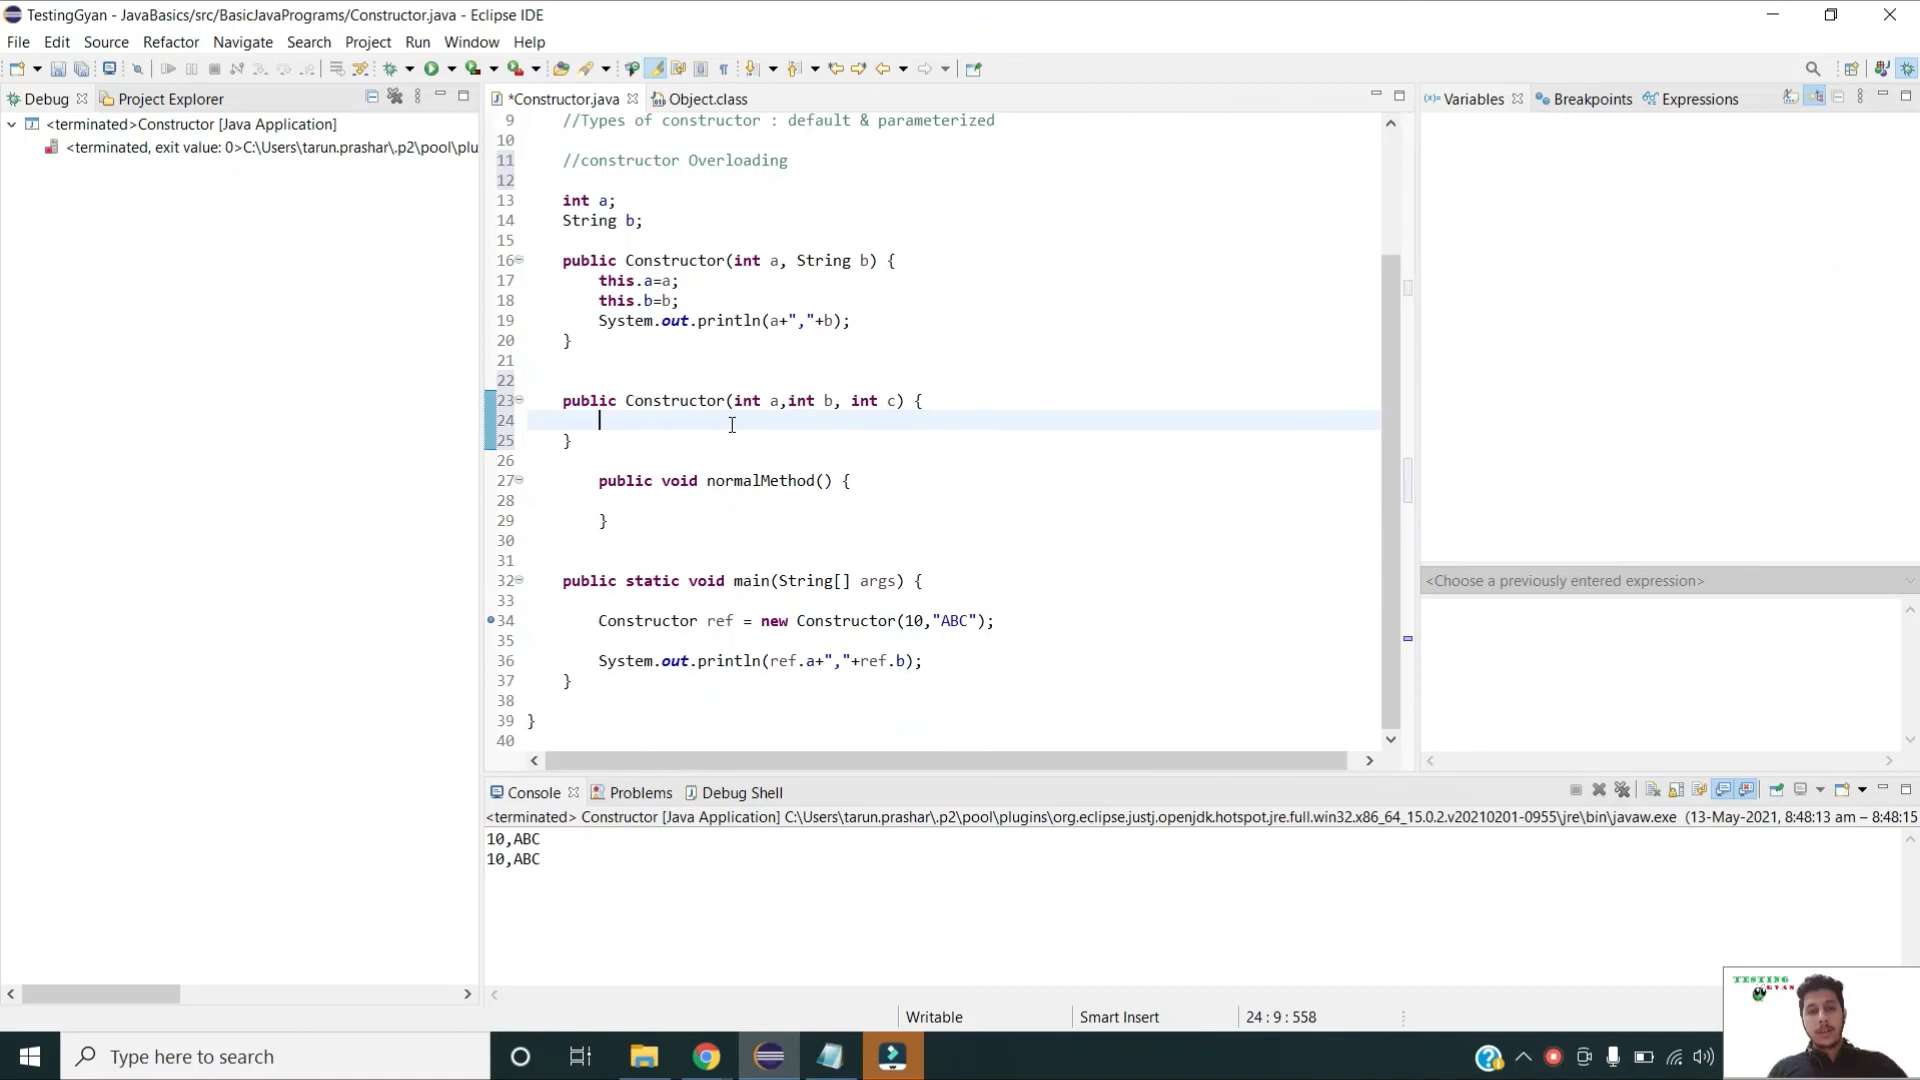 TestingGyan - JavaBasics/src/BasicJavaPrograms/Constructor.java - Eclipse IDE
File Edit Source Refactor Navigate Search Project Run Window Help
Debug Project Explorer
*Constructor.java Object.class
(x)= Variables Breakpoints Expressions
<terminated>Constructor [Java Application]
<terminated, exit value: 0>C:\Users\tarun.prashar\.p2\pool\plu
9 //Types of constructor : default & parameterized
10
11 //constructor Overloading
12
13 int a;
14 String b;
15
16 public Constructor(int a, String b) {
17 this.a=a;
18 this.b=b;
19 System.out.println(a+","+b);
20 }
21
22
23 public Constructor(int a,int b, int c) {
24
25 }
26
27 public void normalMethod() {
28
29 }
30
31
32 public static void main(String[] args) {
33
34 Constructor ref = new Constructor(10,"ABC");
35
36 System.out.println(ref.a+","+ref.b);
37 }
38
39 }
40
<Choose a previously entered expression>
Console Problems Debug Shell
<terminated> Constructor [Java Application] C:\Users\tarun.prashar\.p2\pool\plugins\org.eclipse.justj.openjdk.hotspot.jre.full.win32.x86_64_15.0.2.v20210201-0955\jre\bin\javaw.exe (13-May-2021, 8:48:13 am – 8:48:15
10,ABC
10,ABC
Writable Smart Insert 24 : 9 : 558
TESTING
GYAN
Type here to search